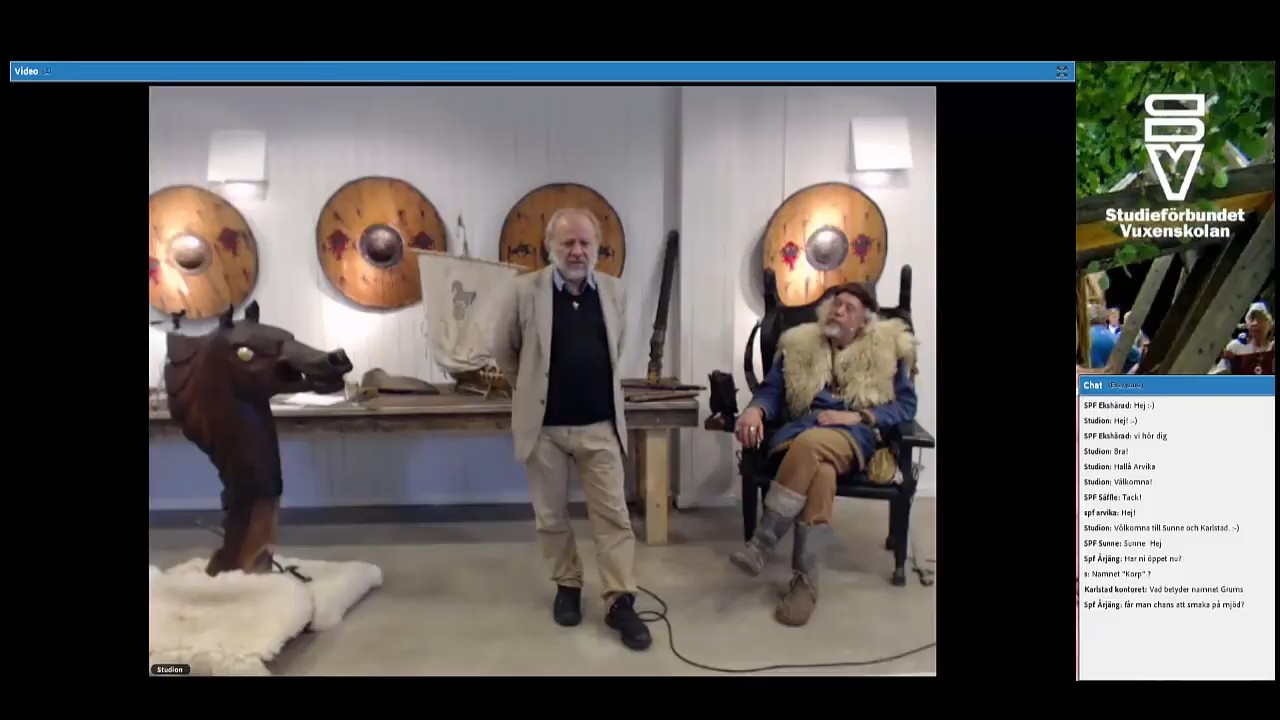 Video
Studieförbundet
Vuxenskolan
Chat (Everyone)
SPF Ekshärad: Hej :-)
Studion: Hej! :-)
SPF Ekshärad: vi hör dig
Studion: Bra!
Studion: Hallå Arvika
Studion: Välkomna!
SPF Säffle: Tack!
spf arvika: Hej!
Studion: Völkomna till Sunne och Karlstad. :-)
SPF Sunne: Sunne Hej
Spf Årjäng: Har ni öppet nu?
s: Namnet "Korp" ?
Karlstad kontoret: Vad betyder namnet Grums
Spf Årjäng: får man chans att smaka på mjöd?
Studion